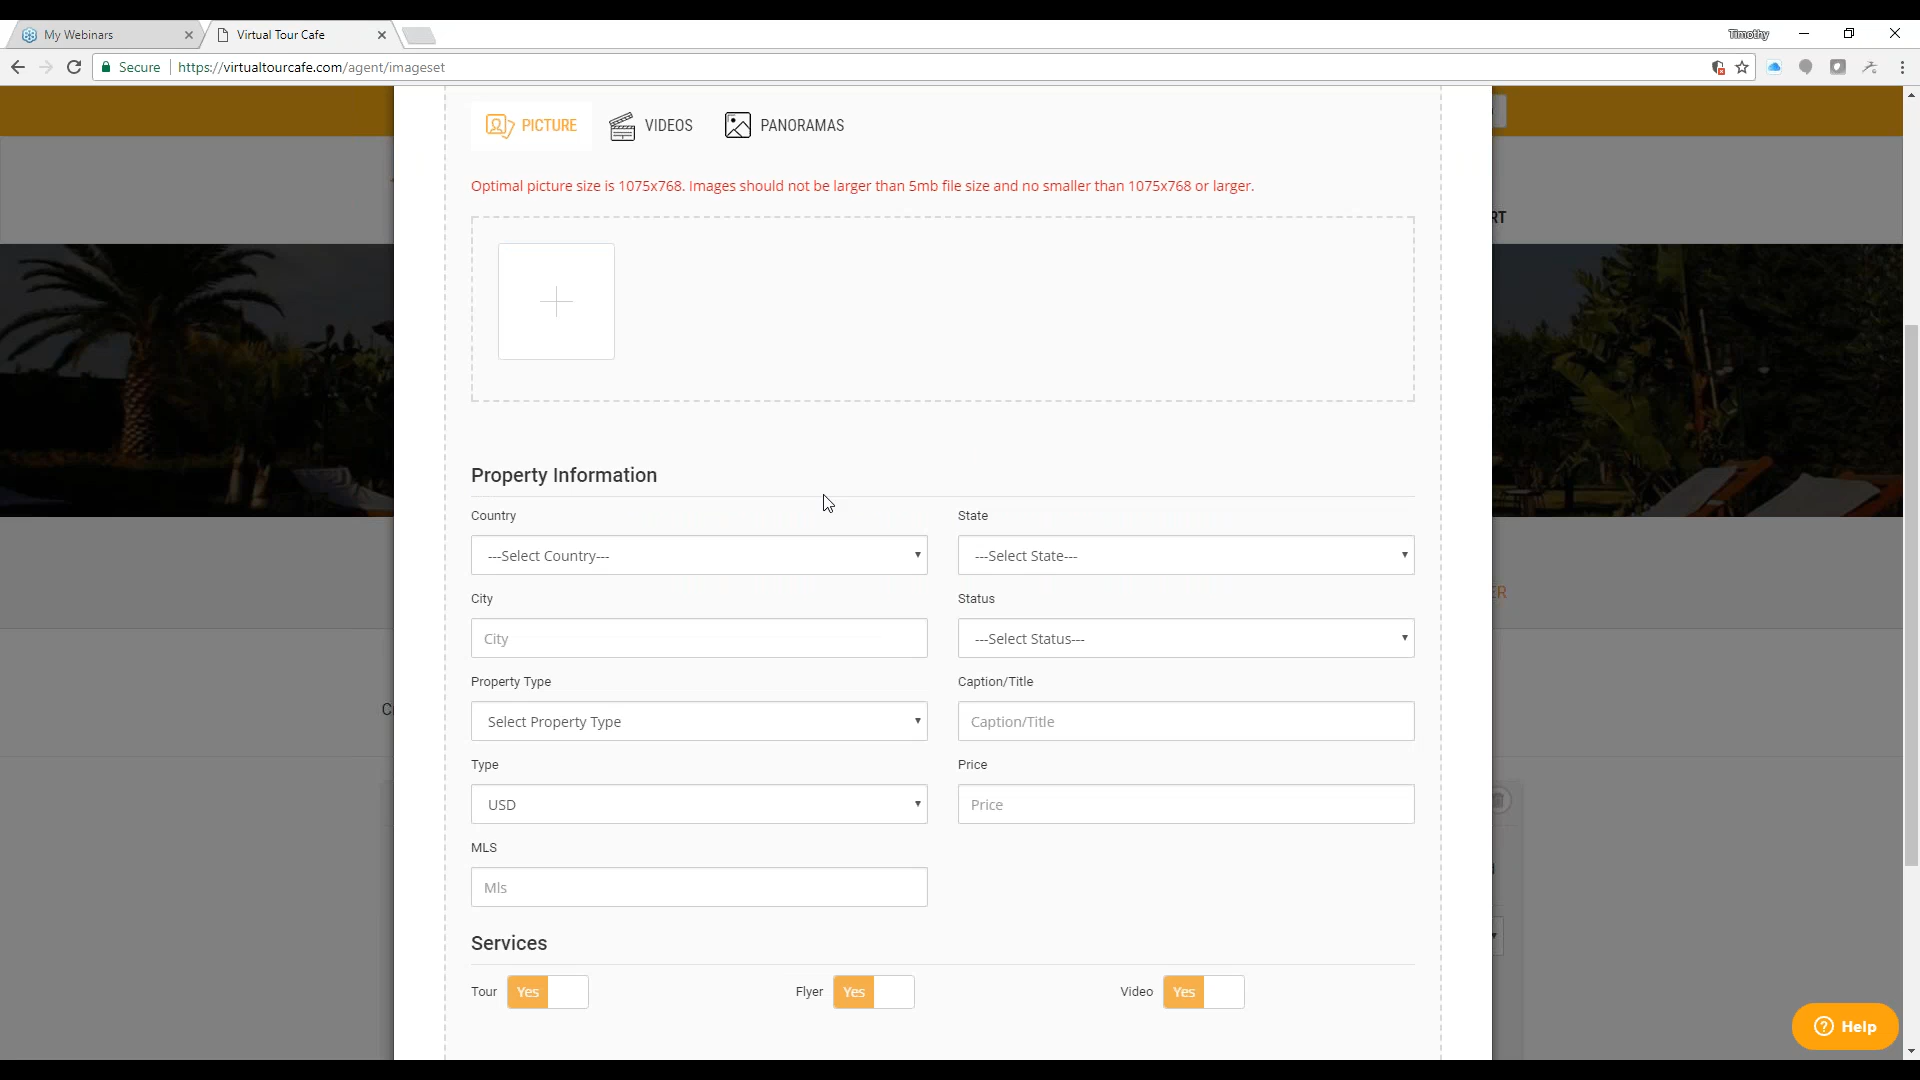 My Webinars
Virtual Tour Cafe
Timothy
Secure
https://virtualtourcafe.com/agent/imageset
PICTURE
VIDEOS
PANORAMAS
Optimal picture size is 1075x768. Images should not be larger than 5mb file size and no smaller than 1075x768 or larger.
RT
Property Information
Country
State
---Select Country---
---Select State---
City
Status
ER
City
---Select Status---
Property Type
Caption/Title
Select Property Type
Caption/Title
Type
Price
USD
Price
MLS
Mls
Services
Tour
Yes
Flyer
Yes
Video
Yes
Help